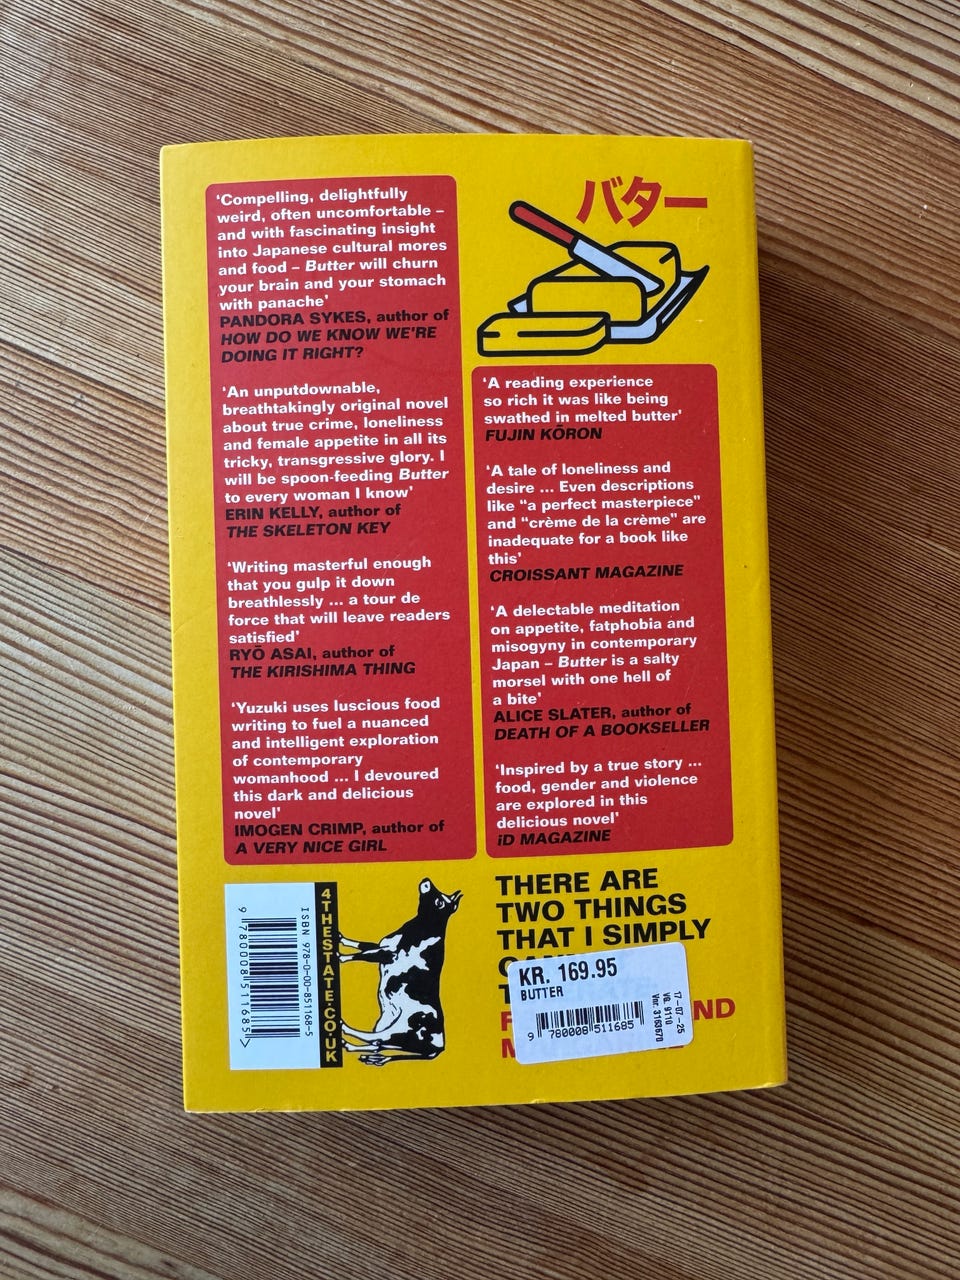 ‘Compelling, delightfully
weird, often uncomfortable –
and with fascinating insight
into Japanese cultural mores
and food – Butter will churn
your brain and your stomach
with panache’
PANDORA SYKES, author of
HOW DO WE KNOW WE'RE
DOING IT RIGHT?
‘An unputdownable,
breathtakingly original novel
about true crime, loneliness
and female appetite in all its
tricky, transgressive glory. I
will be spoon-feeding Butter
to every woman I know’
ERIN KELLY, author of
THE SKELETON KEY
‘Writing masterful enough
that you gulp it down
breathlessly ... a tour de
force that will leave readers
satisfied’
RYŌ ASAI, author of
THE KIRISHIMA THING
‘Yuzuki uses luscious food
writing to fuel a nuanced
and intelligent exploration
of contemporary
womanhood ... I devoured
this dark and delicious
novel’
IMOGEN CRIMP, author of
A VERY NICE GIRL
バター
‘A reading experience
so rich it was like being
swathed in melted butter’
FUJIN KŌRON
‘A tale of loneliness and
desire ... Even descriptions
like “a perfect masterpiece”
and “crème de la crème” are
inadequate for a book like
this’
CROISSANT MAGAZINE
‘A delectable meditation
on appetite, fatphobia and
misogyny in contemporary
Japan – Butter is a salty
morsel with one hell of
a bite’
ALICE SLATER, author of
DEATH OF A BOOKSELLER
‘Inspired by a true story ...
food, gender and violence
are explored in this
delicious novel’
iD MAGAZINE
ISBN 978-0-00-851168-5
9 780008 511685 >
4THESTATE.CO.UK
THERE ARE
TWO THINGS
THAT I SIMPLY
KR. 169.95
BUTTER
9 780008 511685
17-07-25
Vg. 9110
Var. 3163670